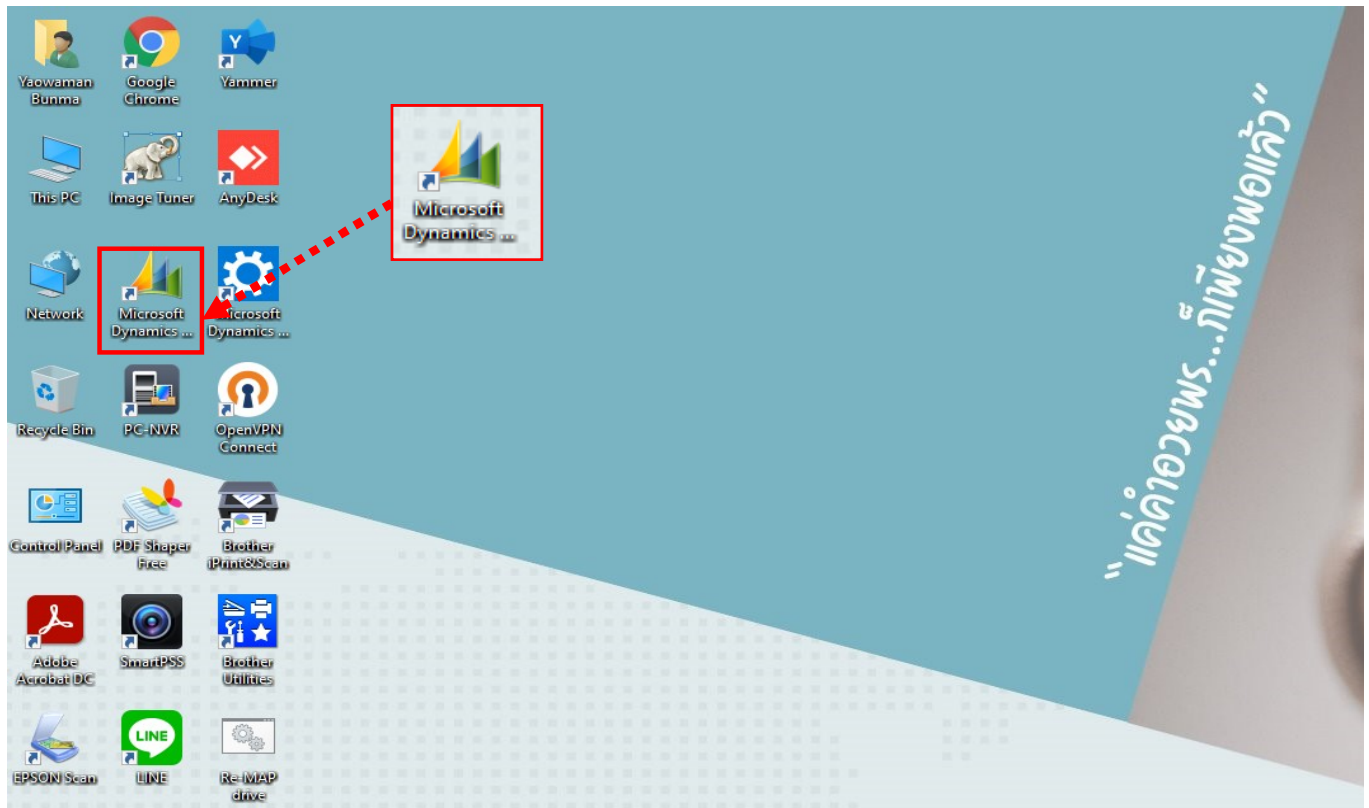 Yaowaman
Bunma
Google
Chrome
Yammer
This PC
Image Tuner
AnyDesk
Microsoft
Dynamics ...
Network
Microsoft
Dynamics ...
Microsoft
Dynamics ...
Recycle Bin
PC-NVR
OpenVPN
Connect
Control Panel
PDF Shaper
Free
Brother
iPrint&Scan
Adobe
Acrobat DC
SmartPSS
Brother
Utilities
EPSON Scan
LINE
LINE
Re-MAP
drive
"แค่คำอวยพร...ก็เพียงพอแล้ว"